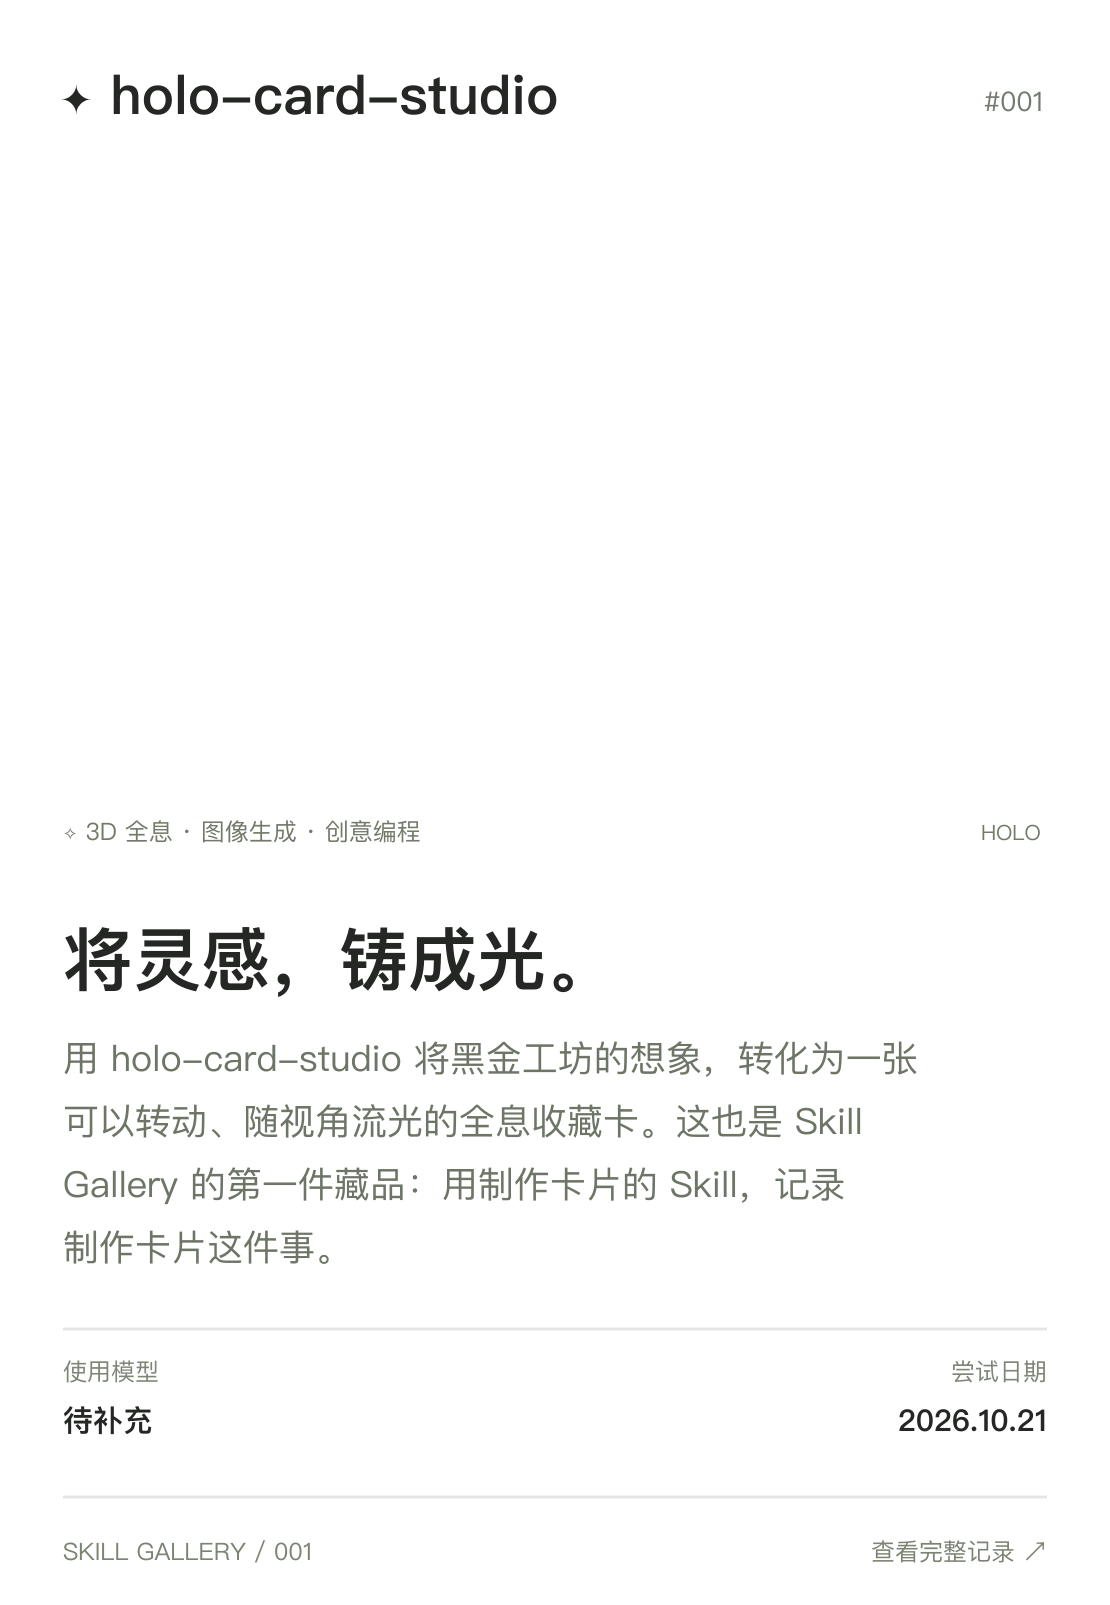 ✦ holo–card–studio #001
✧ 3D 全息 · 图像生成 · 创意编程 HOLO
将灵感，铸成光。
用 holo–card–studio 将黑金工坊的想象，转化为一张
可以转动、随视角流光的全息收藏卡。这也是 Skill
Gallery 的第一件藏品：用制作卡片的 Skill，记录
制作卡片这件事。
使用模型 尝试日期
待补充 2026.10.21
SKILL GALLERY / 001 查看完整记录 ↗